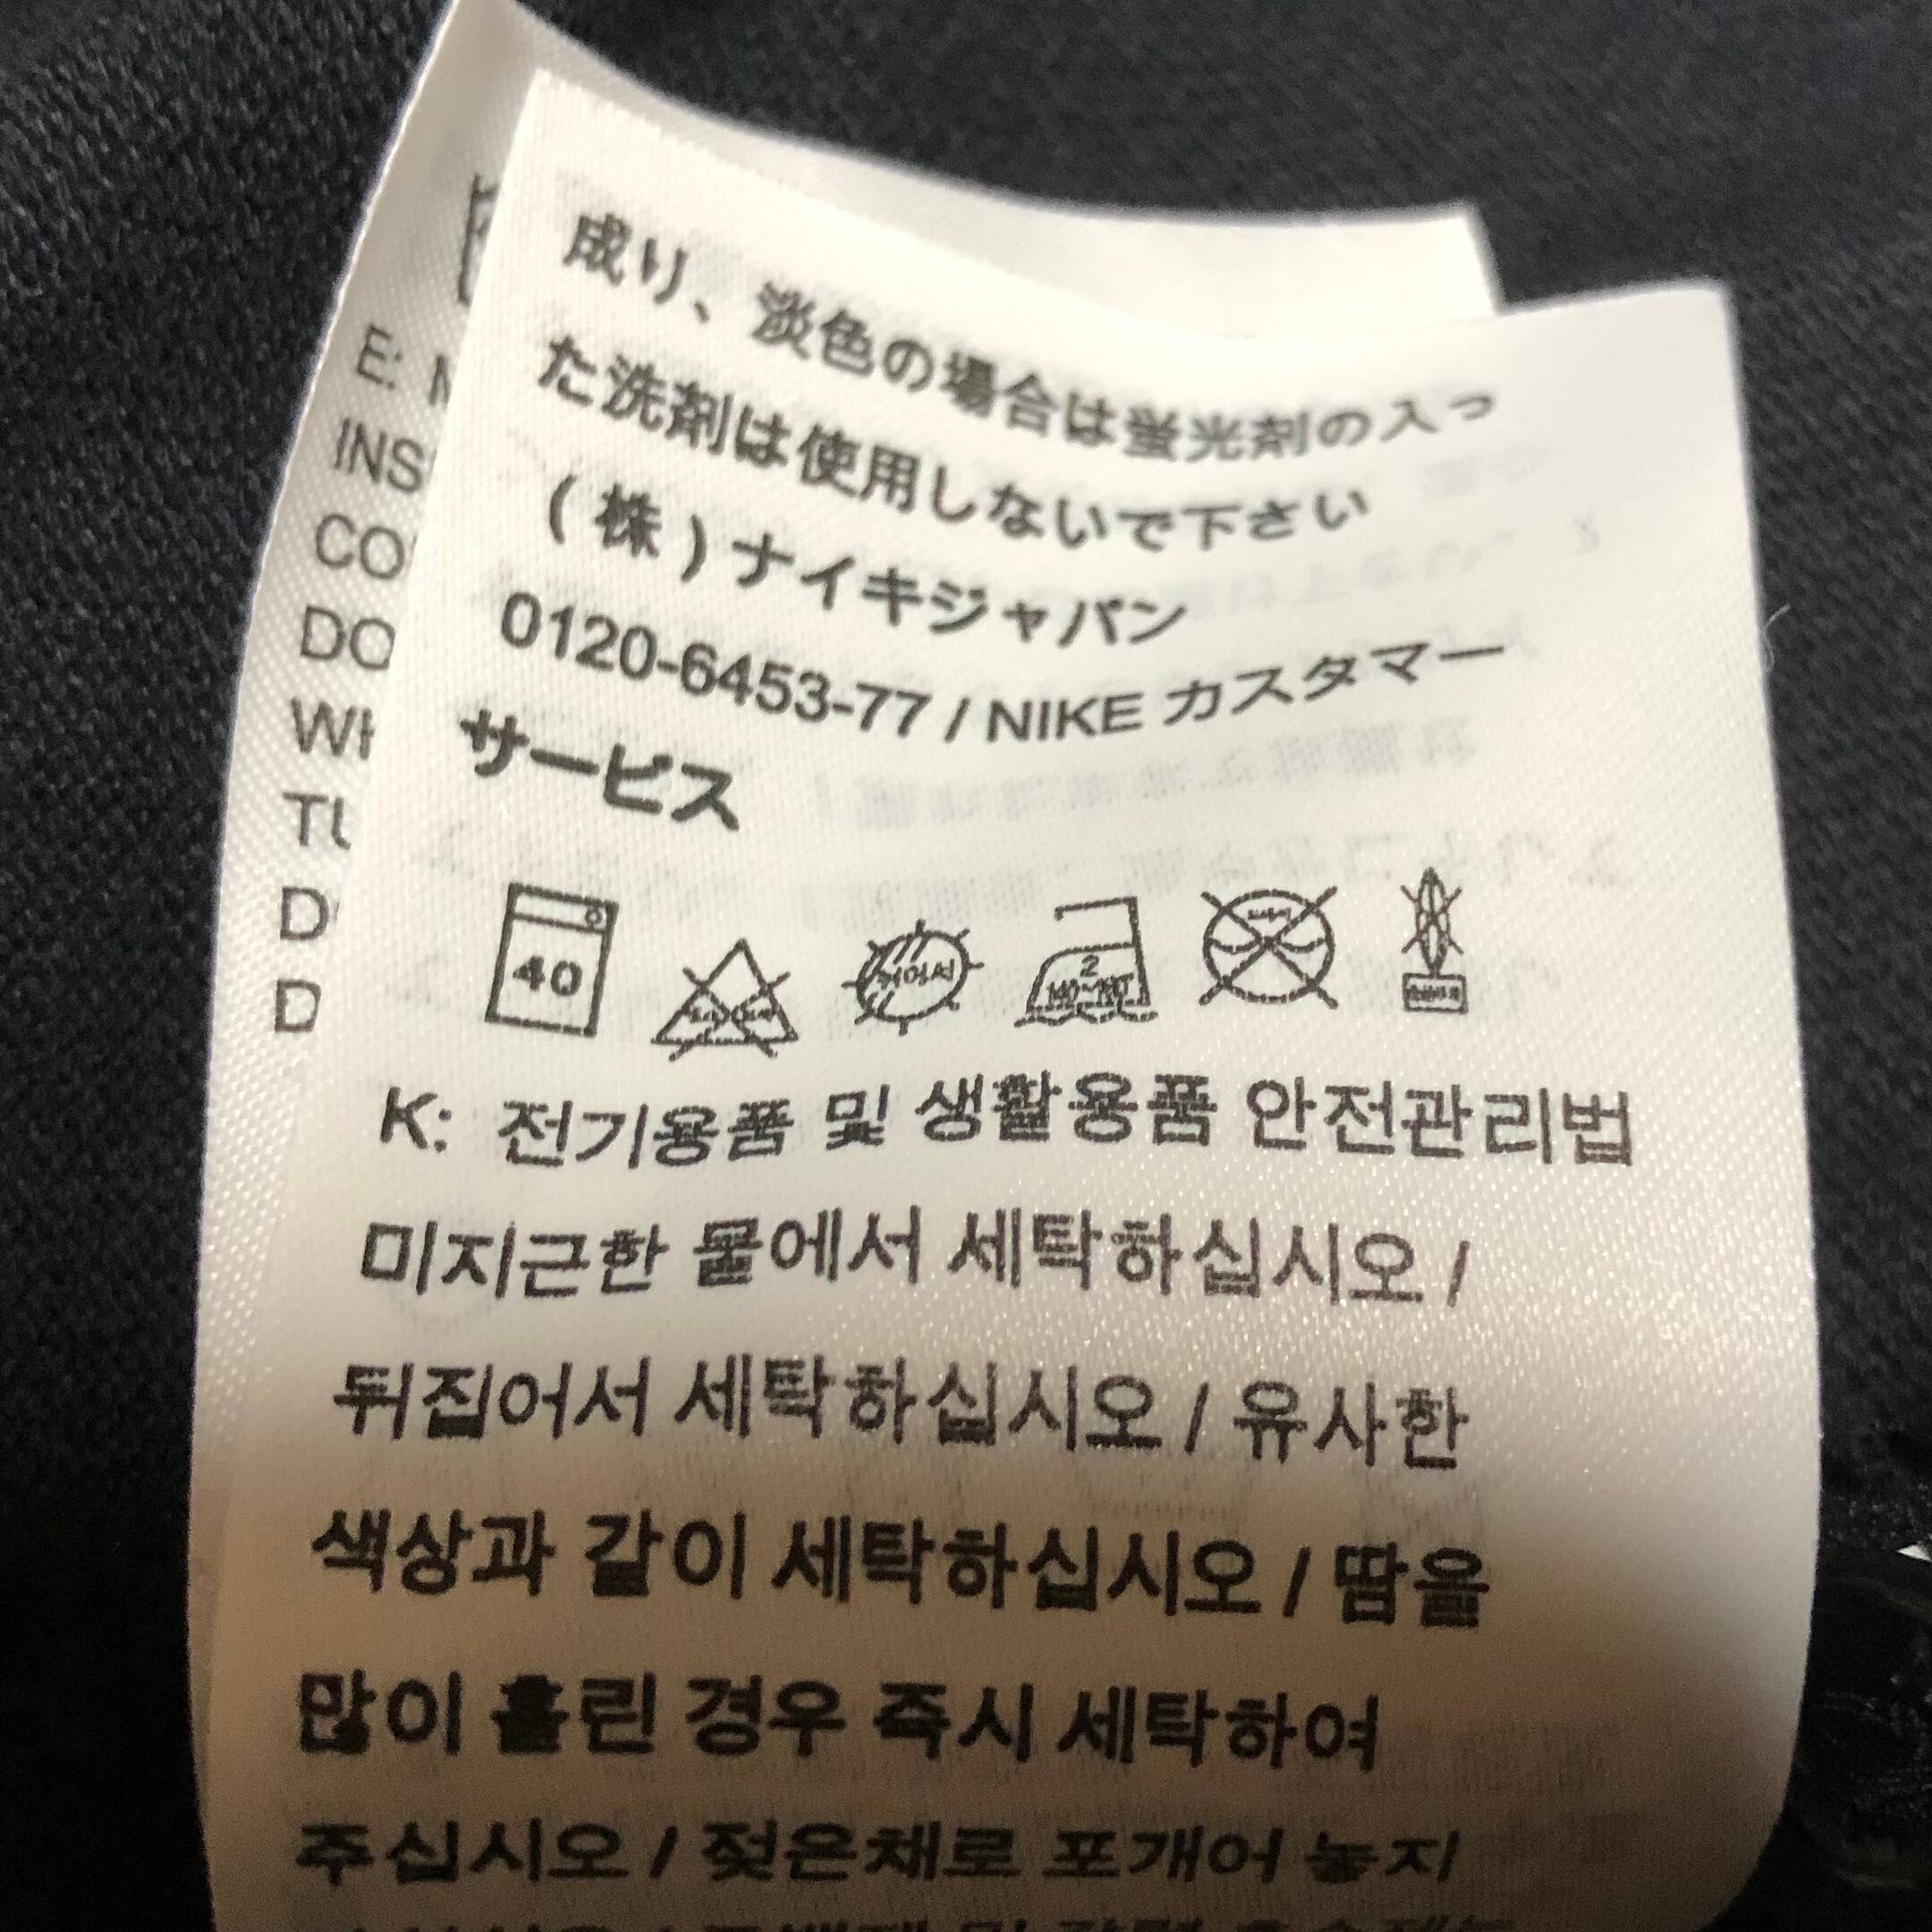 成り、淡色の場合は蛍光剤の入っ
た洗剤は使用しないで下さい
(株)ナイキジャパン
0120-6453-77 / NIKE カスタマー
サービス
40
2
K: 전기용품 및 생활용품 안전관리법
미지근한 물에서 세탁하십시오 /
뒤집어서 세탁하십시오 / 유사한
색상과 같이 세탁하십시오 / 땀을
많이 흘린 경우 즉시 세탁하여
주십시오 / 젖은채로 포개어 놓지
E:
INS
CO
DO